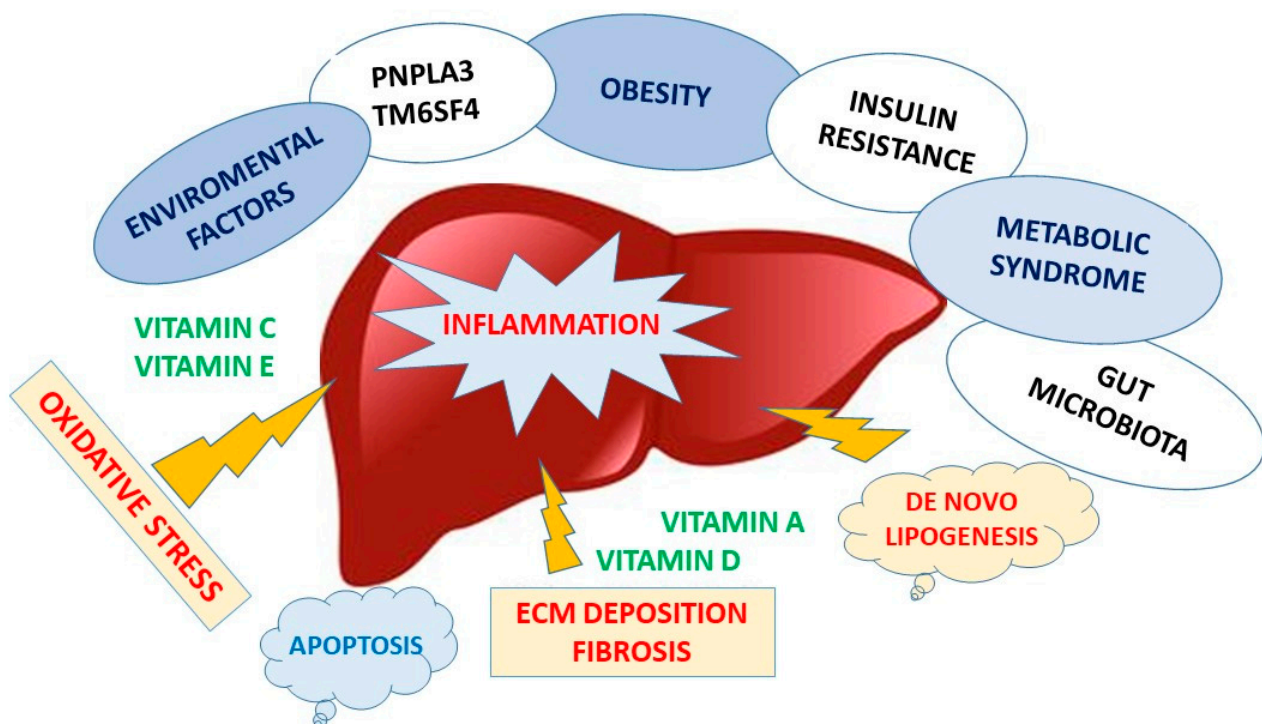 PNPLA3
TM6SF4
OBESITY
INSULIN
RESISTANCE
ENVIROMENTAL
FACTORS
METABOLIC
SYNDROME
GUT
MICROBIOTA
INFLAMMATION
VITAMIN C
VITAMIN E
OXIDATIVE STRESS
VITAMIN A
VITAMIN D
DE NOVO
LIPOGENESIS
ECM DEPOSITION
FIBROSIS
APOPTOSIS